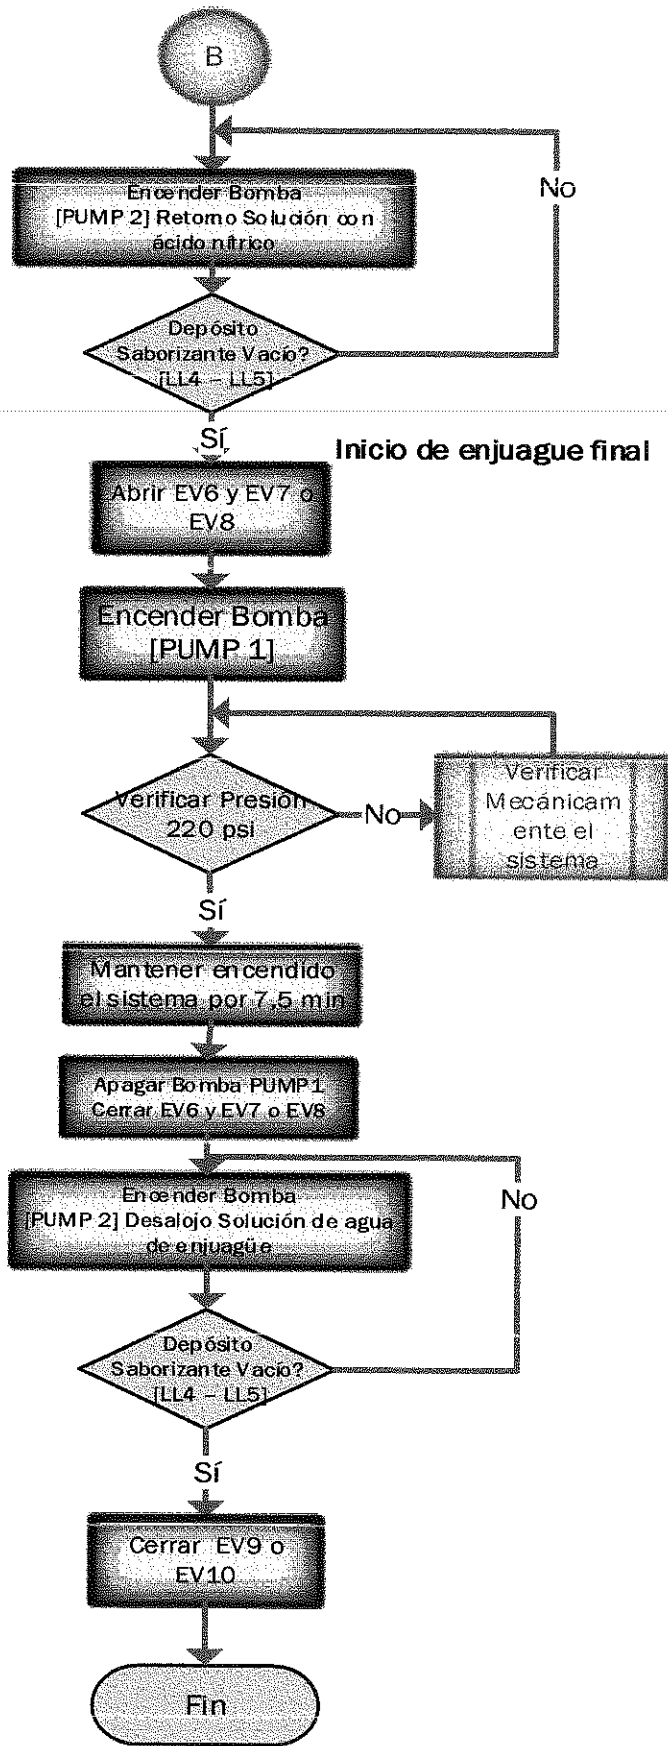 B
No
Encender Bomba
[PUMP 2] Retorno Solución con
ácido nítrico
Depósito
Saborizante Vacío?
[LL4 – LL5]
Sí
Inicio de enjuague final
Abrir EV6 y EV7 o
EV8
Encender Bomba
[PUMP 1]
Verificar Presión
220 psi
No
Verificar
Mecánicam
ente el
sistema
Sí
Mantener encendido
el sistema por 7,5 min
Apagar Bomba PUMP1
Cerrar EV6 y EV7 o EV8
Encender Bomba
[PUMP 2] Desalojo Solución de agua
de enjuagüe
No
Depósito
Saborizante Vacío?
[LL4 – LL5]
Sí
Cerrar EV9 o
EV10
Fin